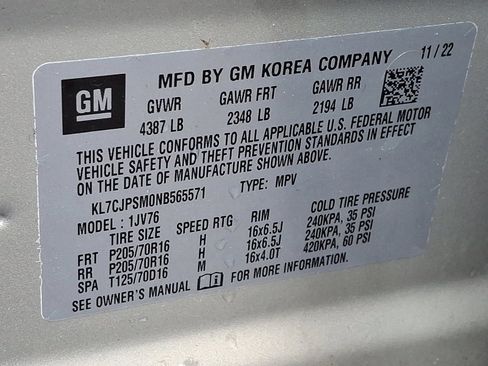 MFD BY GM KOREA COMPANY 11 / 22
GM
GVWR GAWR FRT GAWR RR
4387 LB 2348 LB 2194 LB
THIS VEHICLE CONFORMS TO ALL APPLICABLE U.S. FEDERAL MOTOR
VEHICLE SAFETY AND THEFT PREVENTION STANDARDS IN EFFECT
ON THE DATE OF MANUFACTURE SHOWN ABOVE.
KL7CJPSM0NB565571 TYPE: MPV
MODEL : 1JV76
TIRE SIZE SPEED RTG RIM COLD TIRE PRESSURE
FRT P205/70R16 H 16x6.5J 240KPA, 35 PSI
RR P205/70R16 H 16x6.5J 240KPA, 35 PSI
SPA T125/70D16 M 16x4.0T 420KPA, 60 PSI
SEE OWNER'S MANUAL FOR MORE INFORMATION.